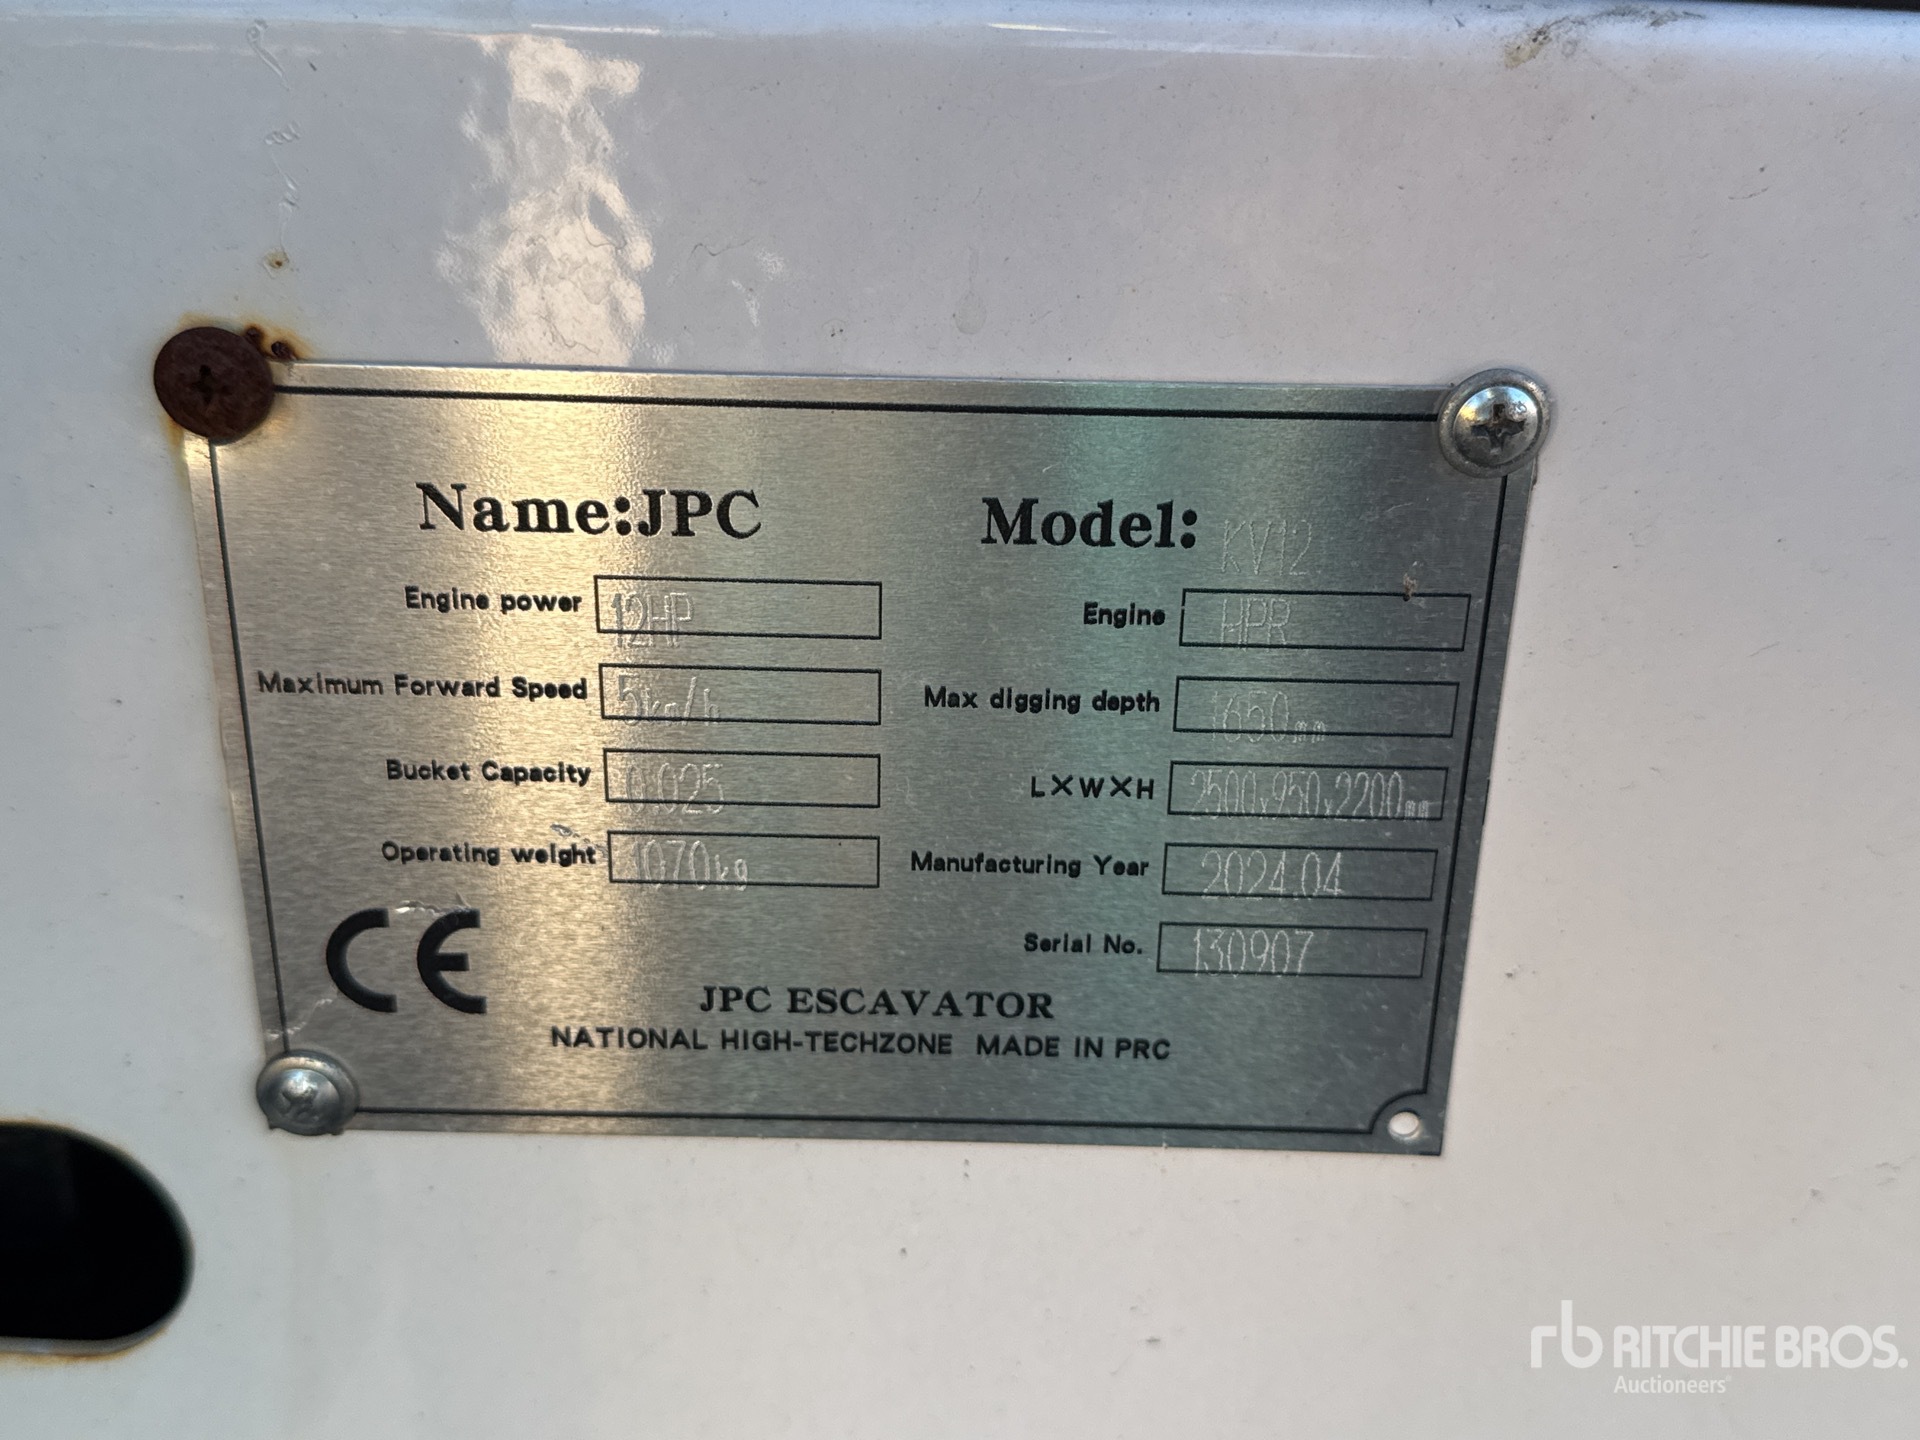 Name:JPC Model: KV12
Engine power 12HP Engine HPR
Maximum Forward Speed 5km/h Max digging depth 1650mm
Bucket Capacity 0.025 L×W×H 2500x950x2200mm
Operating weight 1070kg Manufacturing Year 2024.04
Serial No. 130907
CE
JPC ESCAVATOR
NATIONAL HIGH-TECHZONE MADE IN PRC
rb RITCHIE BROS.
Auctioneers